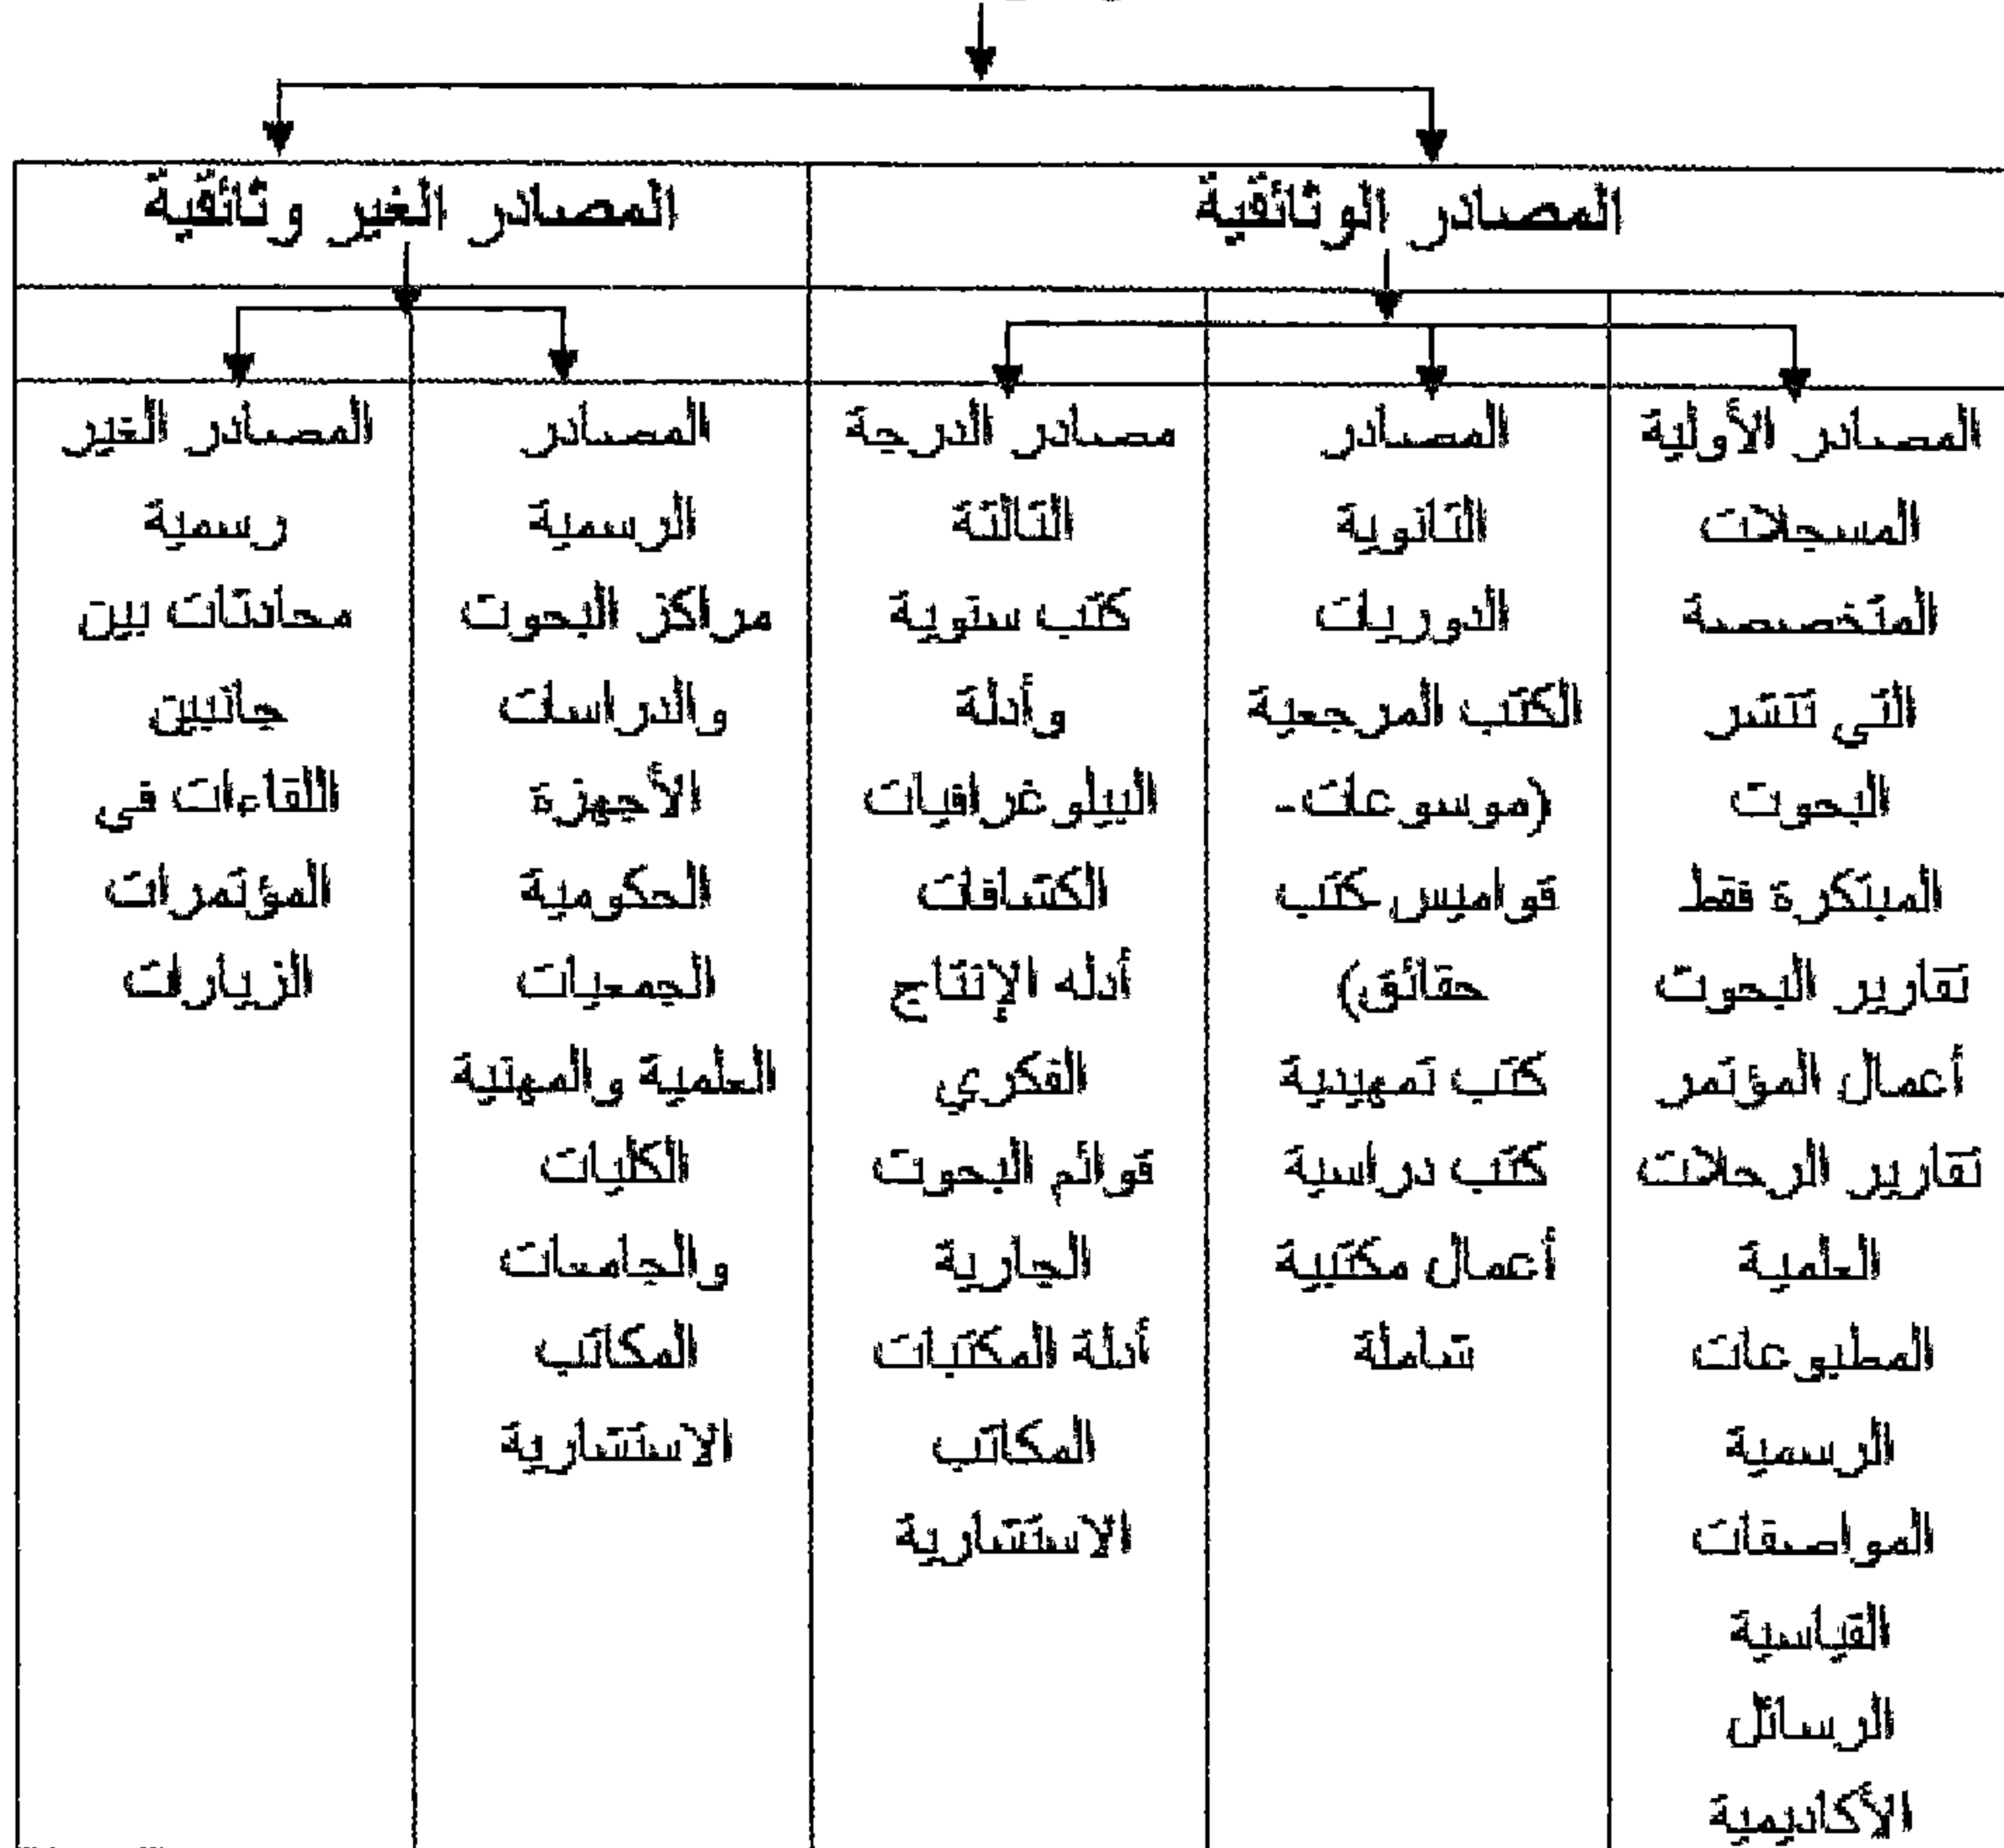 المصادر الوثائقية
المصادر الغير وثائقية
المصادر الأولية
المسجلات
المتخصصة
التي تنشر
البحوث
المبتكرة فقط
تقارير البحوث
أعمال المؤتمر
تقارير الرحلات
العلمية
المطبوعات
الرسمية
المواصفات
القياسية
الرسائل
الأكاديمية
المصادر
الثانوية
الدوريات
الكتب المرجعية
(موسوعات-
قواميس كتب
حقائق)
كتب تمهيدية
كتب دراسية
أعمال مكتبية
شاملة
مصادر الدرجة
الثالثة
كتب سنوية
وأدلة
الببلوغرافيات
الكشافات
أدله الإنتاج
الفكري
قوائم البحوث
الجارية
أدلة المكتبات
المكاتب
الاستشارية
المصادر
الرسمية
مراكز البحوث
والدراسات
الأجهزة
الحكومية
الجمعيات
العلمية والمهنية
الكليات
والجامعات
المكاتب
الاستشارية
المصادر الغير
رسمية
محادثات بين
جانبين
اللقاءات في
المؤتمرات
الزيارات